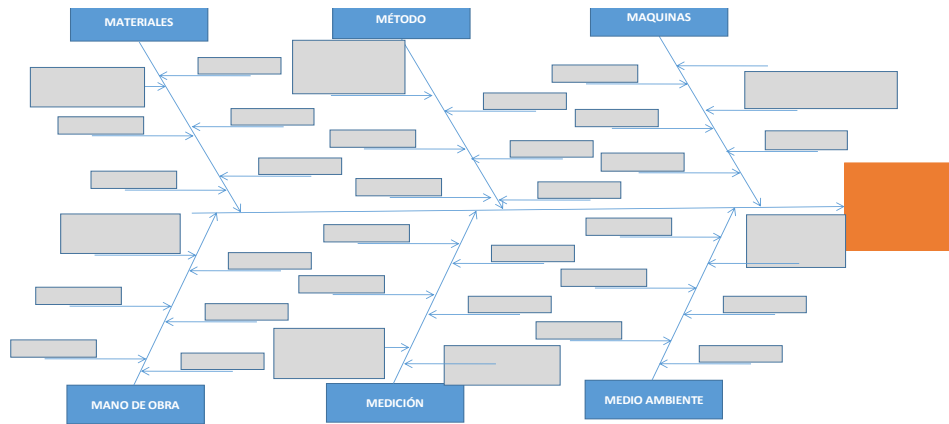 MATERIALES
MÉTODO
MAQUINAS
MANO DE OBRA
MEDICIÓN
MEDIO AMBIENTE